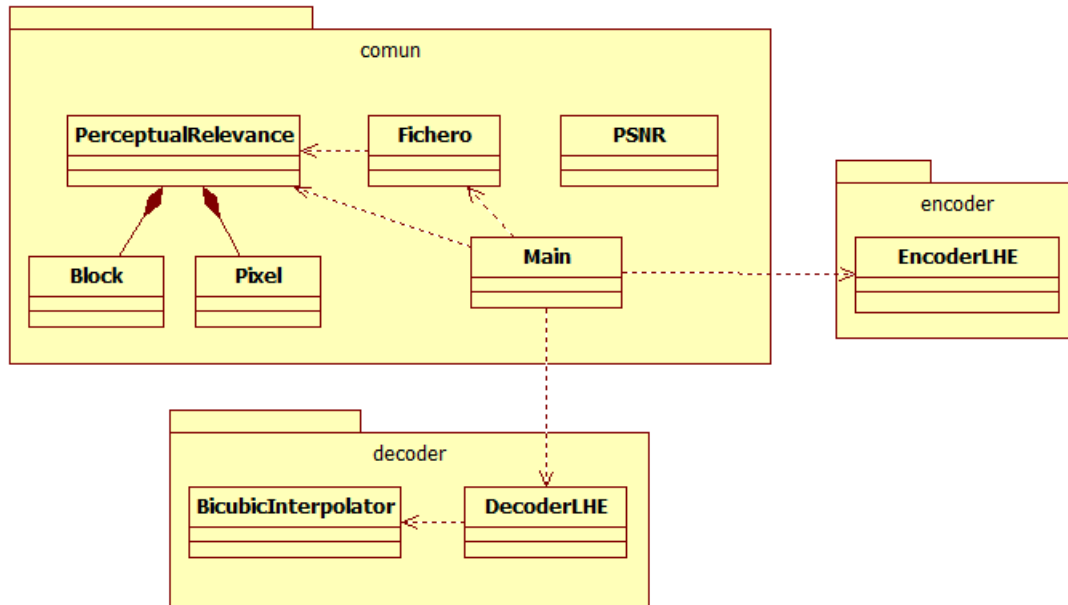 comun
PerceptualRelevance
Fichero
PSNR
Block
Pixel
Main
encoder
EncoderLHE
decoder
BicubicInterpolator
DecoderLHE